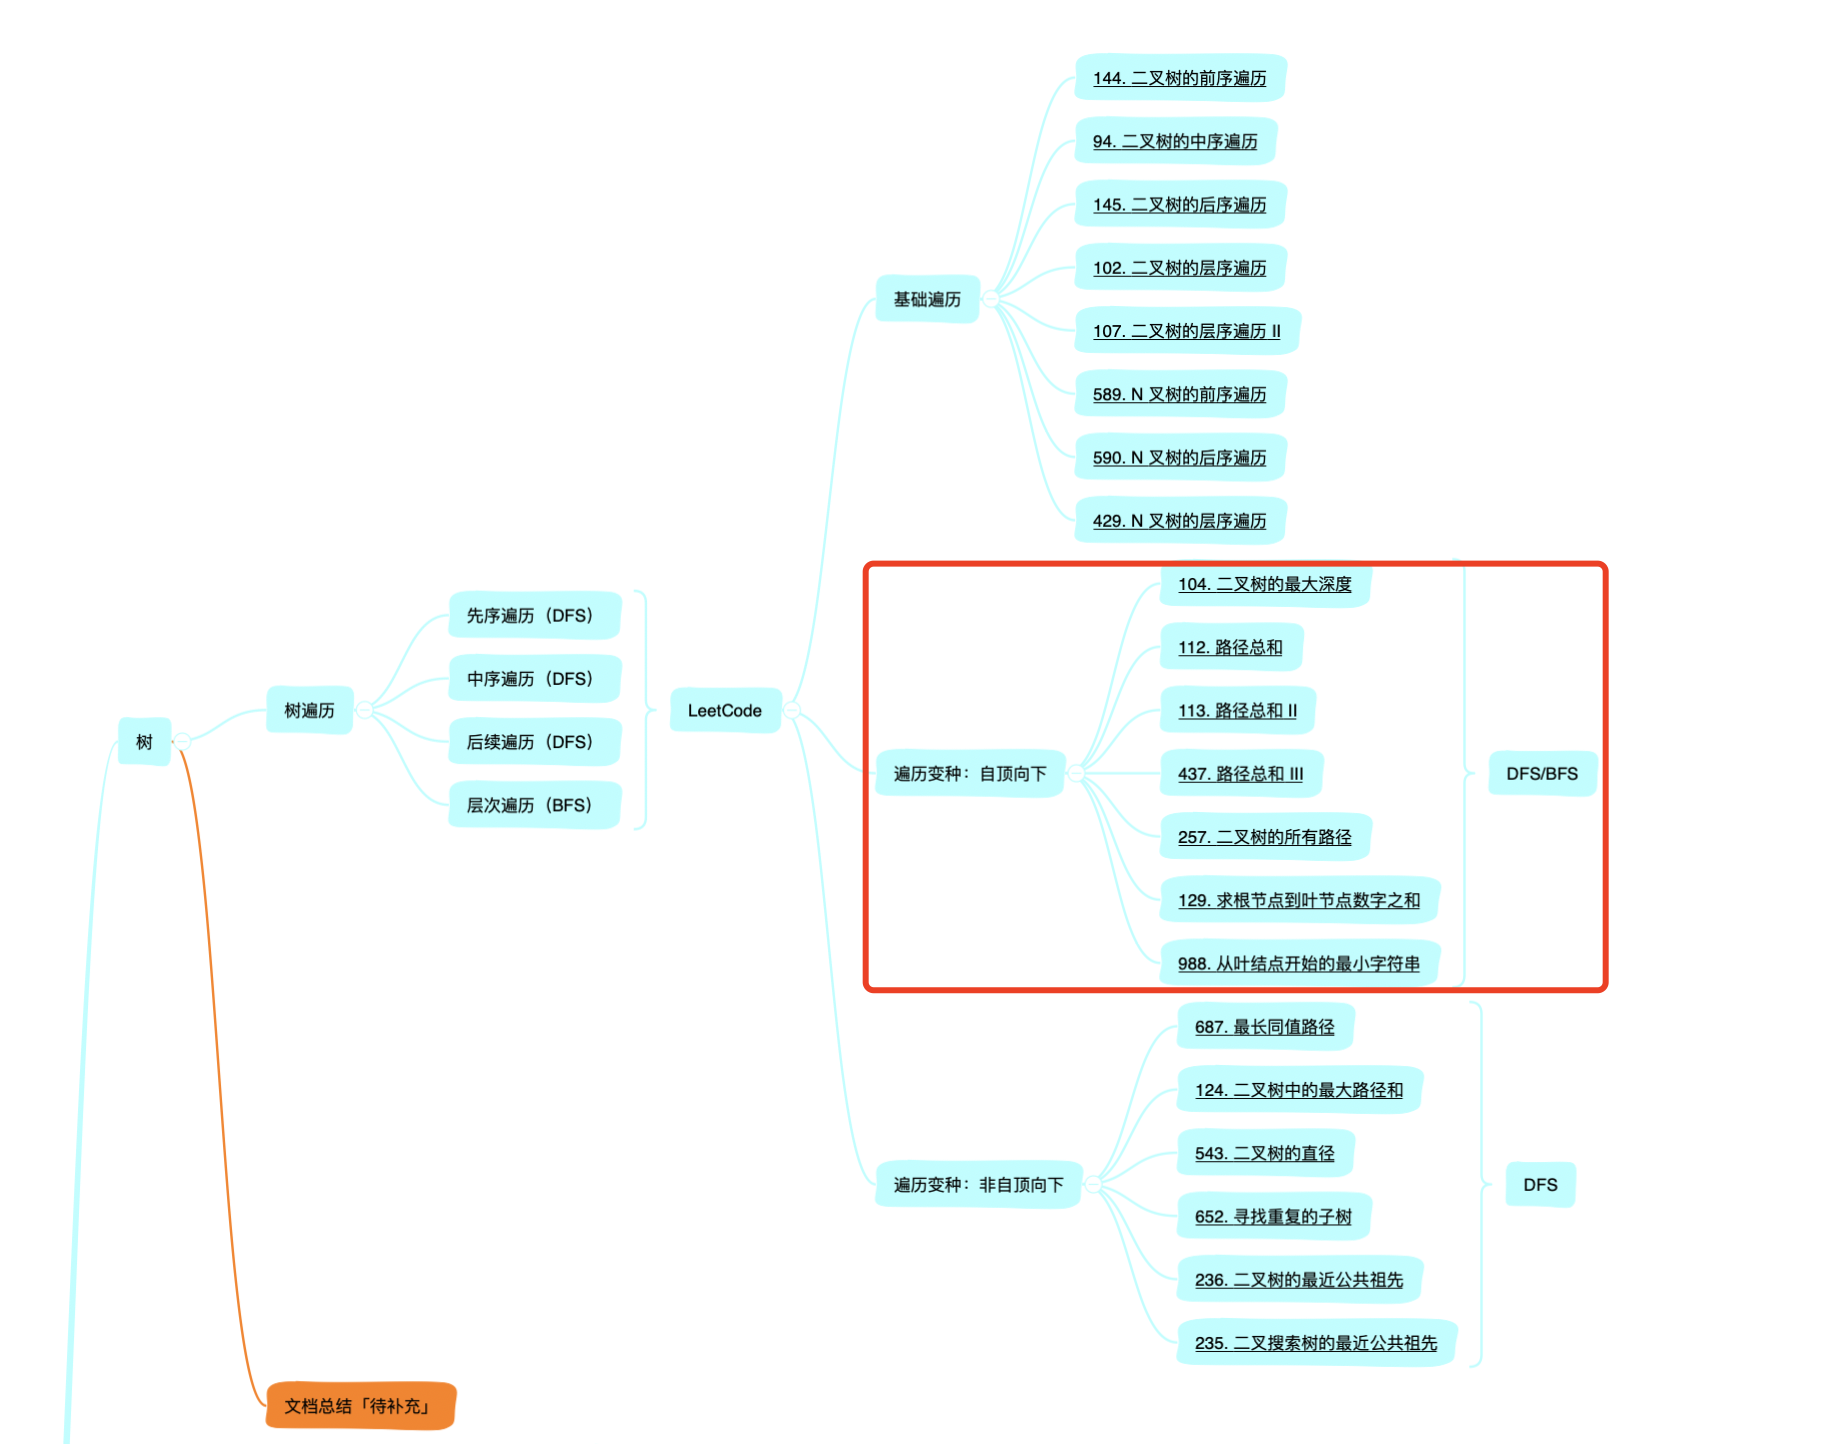 树
树遍历
先序遍历（DFS）
中序遍历（DFS）
后续遍历（DFS）
层次遍历（BFS）
LeetCode
基础遍历
144. 二叉树的前序遍历
94. 二叉树的中序遍历
145. 二叉树的后序遍历
102. 二叉树的层序遍历
107. 二叉树的层序遍历 II
589. N 叉树的前序遍历
590. N 叉树的后序遍历
429. N 叉树的层序遍历
遍历变种：自顶向下
104. 二叉树的最大深度
112. 路径总和
113. 路径总和 II
437. 路径总和 III
257. 二叉树的所有路径
129. 求根节点到叶节点数字之和
988. 从叶结点开始的最小字符串
DFS/BFS
遍历变种：非自顶向下
687. 最长同值路径
124. 二叉树中的最大路径和
543. 二叉树的直径
652. 寻找重复的子树
236. 二叉树的最近公共祖先
235. 二叉搜索树的最近公共祖先
DFS
文档总结「待补充」